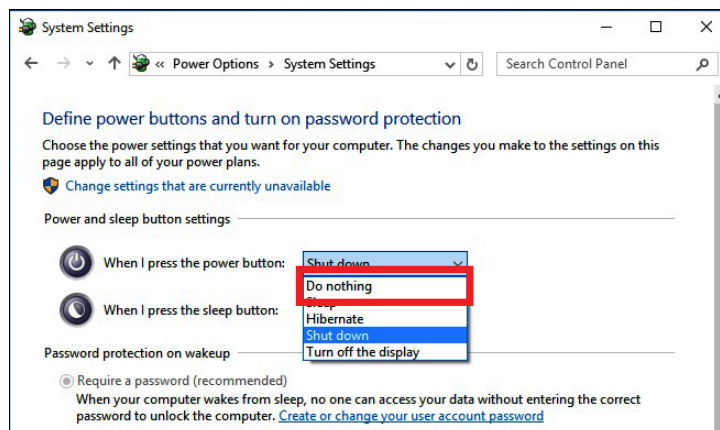 System Settings
« Power Options > System Settings
Search Control Panel
Define power buttons and turn on password protection
Choose the power settings that you want for your computer. The changes you make to the settings on this
page apply to all of your power plans.
Change settings that are currently unavailable
Power and sleep button settings
When I press the power button:
Shut down
Do nothing
Sleep
When I press the sleep button:
Hibernate
Shut down
Turn off the display
Password protection on wakeup
Require a password (recommended)
When your computer wakes from sleep, no one can access your data without entering the correct
password to unlock the computer. Create or change your user account password